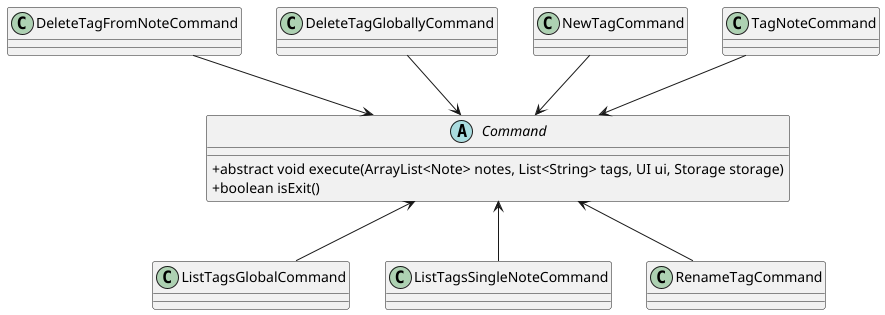 C DeleteTagFromNoteCommand
C DeleteTagGloballyCommand
C NewTagCommand
C TagNoteCommand
A Command
+abstract void execute(ArrayList<Note> notes, List<String> tags, UI ui, Storage storage)
+boolean isExit()
C ListTagsGlobalCommand
C ListTagsSingleNoteCommand
C RenameTagCommand